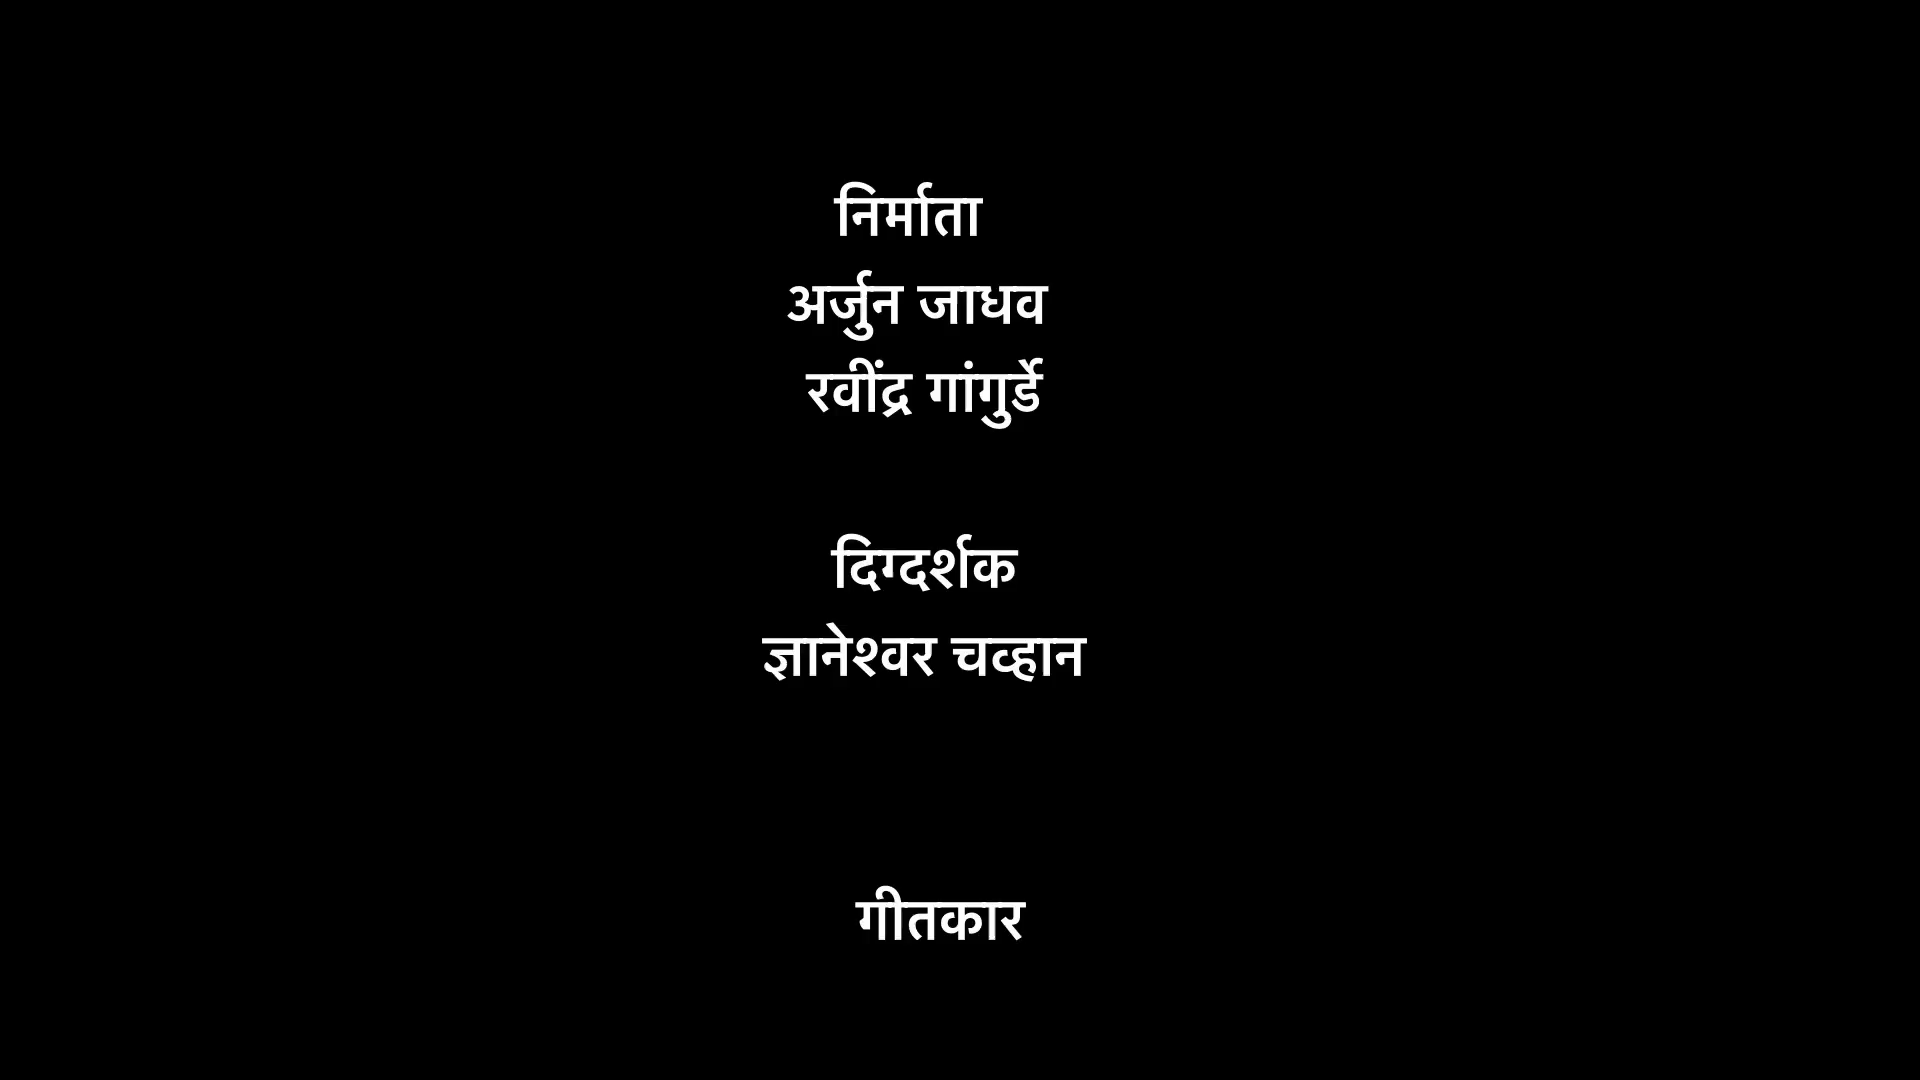 निर्माता
अर्जुन जाधव
रवींद्र गांगुर्डे
दिग्दर्शक
ज्ञानेश्वर चव्हान
गीतकार